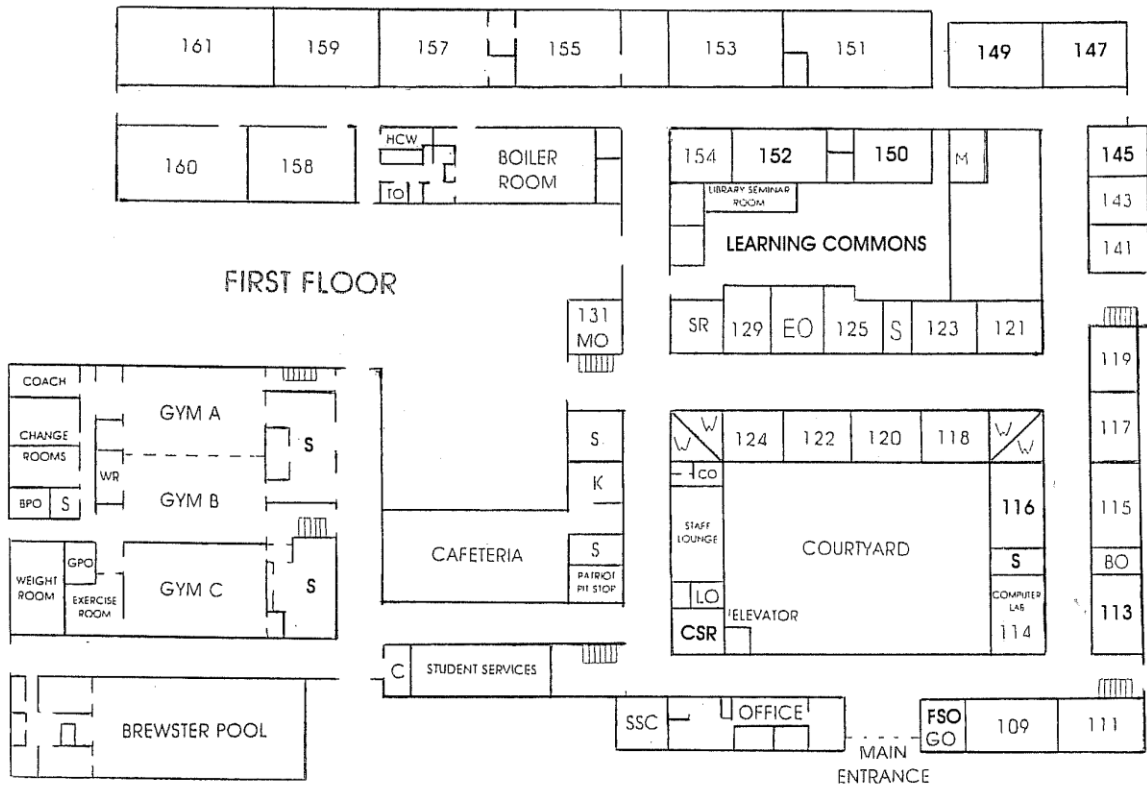 161 159 157 155 153 151 149 147
160 158 HCW TO BOILER ROOM 154 152 150 M 145
LIBRARY SEMINAR ROOM
143
LEARNING COMMONS
141
FIRST FLOOR
131 MO SR 129 EO 125 S 123 121
119
COACH
GYM A
CHANGE ROOMS
S
S
W W 124 122 120 118 W W
117
WR
BPO S
GYM B
K
CO
116
115
STAFF LOUNGE
COURTYARD
CAFETERIA
S
S
BO
WEIGHT ROOM
GPO
EXERCISE ROOM
GYM C
S
PATRIOT PIT STOP
LO
COMPUTER LAB 114
113
CSR
ELEVATOR
C STUDENT SERVICES
BREWSTER POOL
SSC OFFICE
FSO GO 109 111
MAIN ENTRANCE